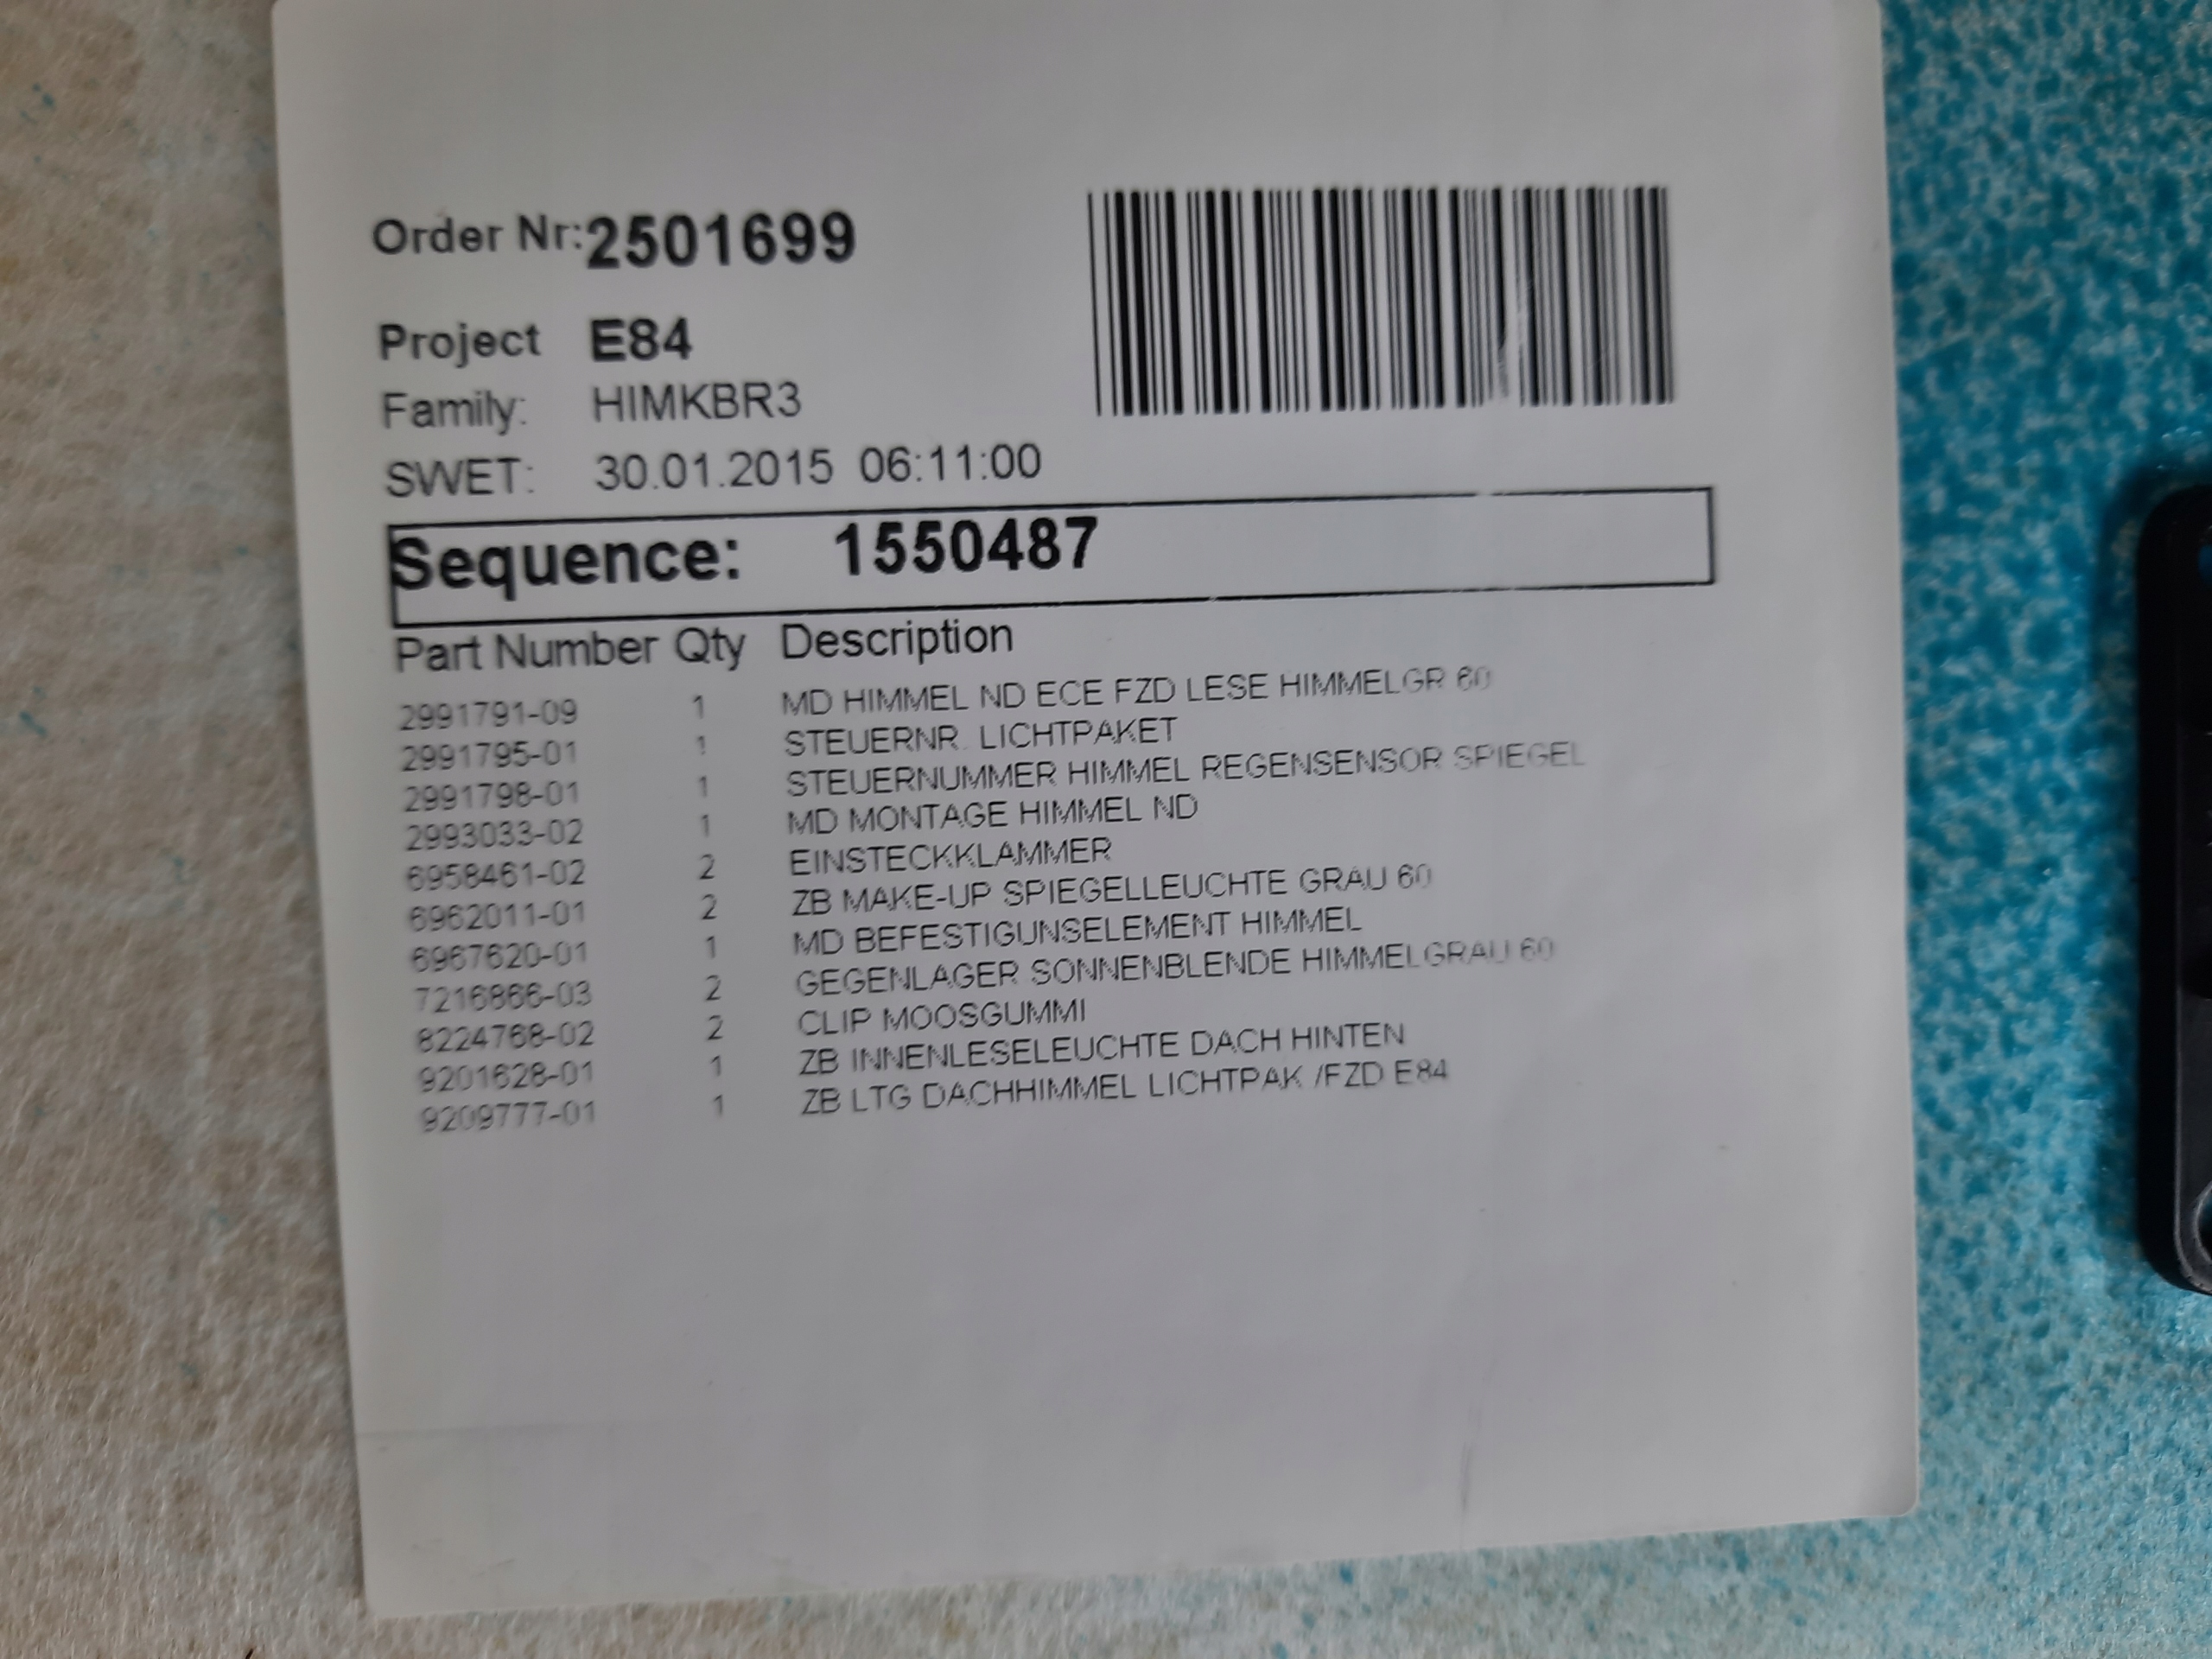 Order Nr:2501699
Project E84
Family: HIMKBR3
SWET: 30.01.2015 06:11:00
Sequence: 1550487
Part Number Qty Description
2991791-09 1 MD HIMMEL ND ECE FZD LESE HIMMELGR 60
2991795-01 1 STEUERNR. LICHTPAKET
2991798-01 1 STEUERNUMMER HIMMEL REGENSENSOR SPIEGEL
2993033-02 1 MD MONTAGE HIMMEL ND
6958461-02 2 EINSTECKKLAMMER
6962011-01 2 ZB MAKE-UP SPIEGELLEUCHTE GRAU 60
6967620-01 1 MD BEFESTIGUNSELEMENT HIMMEL
7216866-03 2 GEGENLAGER SONNENBLENDE HIMMELGRAU 60
8224768-02 2 CLIP MOOSGUMMI
9201628-01 1 ZB INNENLESELEUCHTE DACH HINTEN
9209777-01 1 ZB LTG DACHHIMMEL LICHTPAK /FZD E84